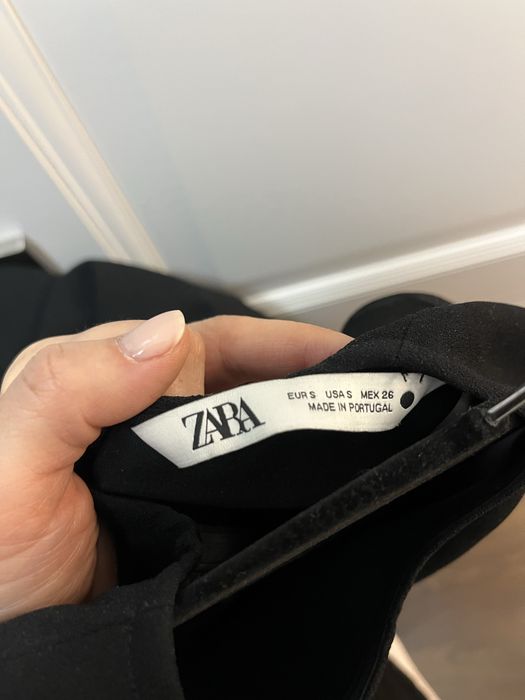 ZARA
EUR S USA S MEX 26
MADE IN PORTUGAL